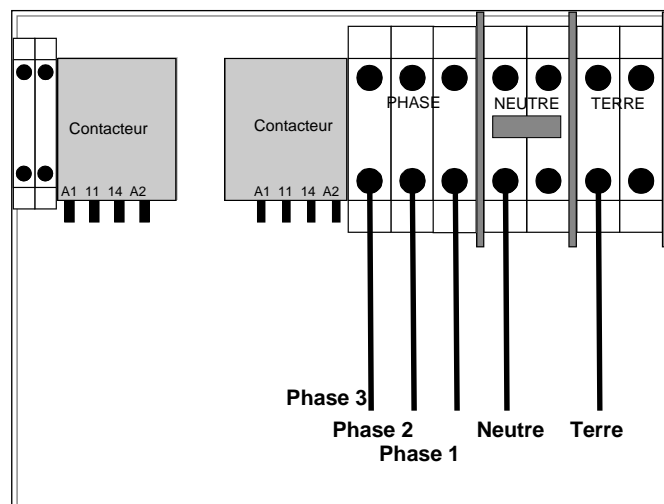 PHASE NEUTRE TERRE
Contacteur Contacteur
A1 11 14 A2 A1 11 14 A2
Phase 3
Phase 2 Neutre Terre
Phase 1